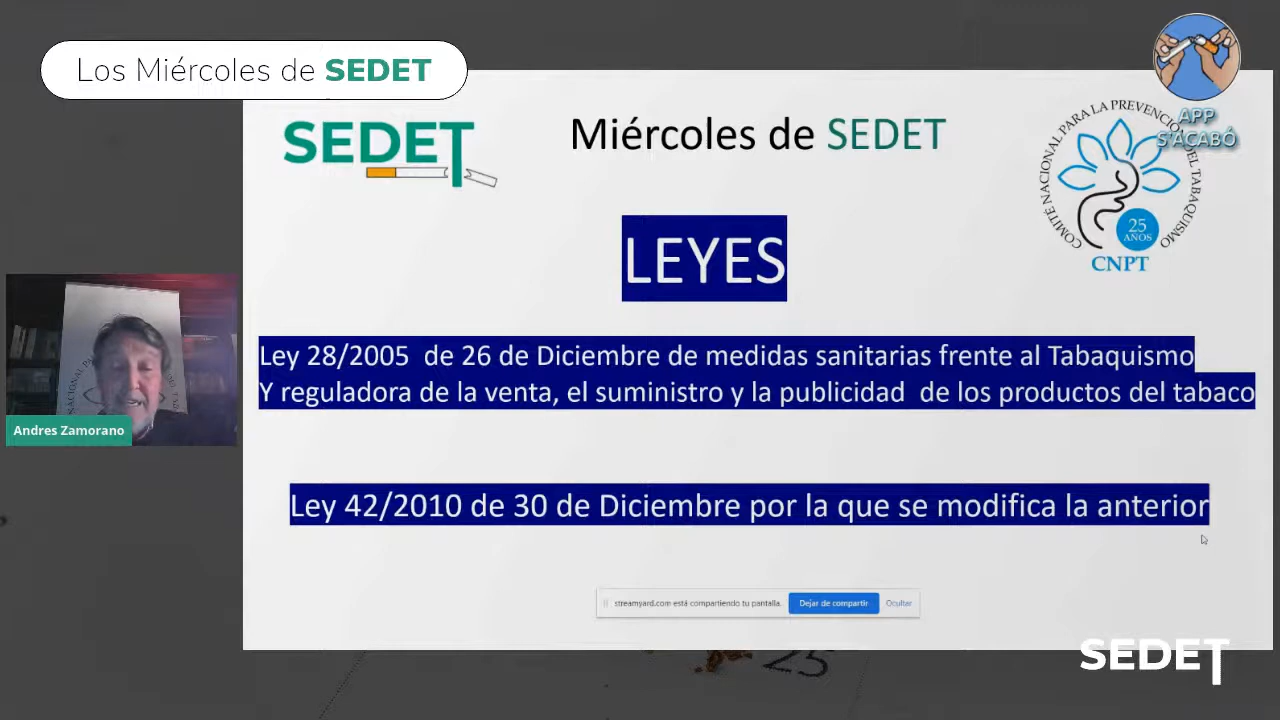 Los Miércoles de SEDET
APP
S'ACABÓ
SEDET
Miércoles de SEDET
COMITÉ NACIONAL PARA LA PREVENCIÓN DEL TABAQUISMO
25
AÑOS
CNPT
LEYES
Ley 28/2005 de 26 de Diciembre de medidas sanitarias frente al Tabaquismo
Y reguladora de la venta, el suministro y la publicidad de los productos del tabaco
Andres Zamorano
Ley 42/2010 de 30 de Diciembre por la que se modifica la anterior
streamyard.com está compartiendo tu pantalla.
Dejar de compartir
Ocultar
SEDET
25